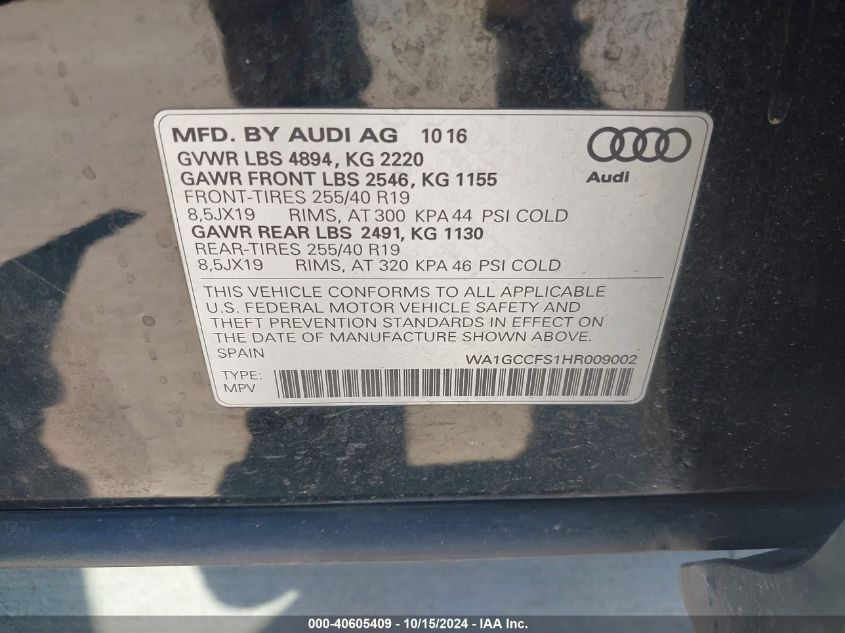 MFD. BY AUDI AG 10 16
GVWR LBS 4894, KG 2220
GAWR FRONT LBS 2546, KG 1155
FRONT-TIRES 255/40 R19
8,5JX19 RIMS, AT 300 KPA 44 PSI COLD
GAWR REAR LBS 2491, KG 1130
REAR-TIRES 255/40 R19
8,5JX19 RIMS, AT 320 KPA 46 PSI COLD
Audi
THIS VEHICLE CONFORMS TO ALL APPLICABLE
U.S. FEDERAL MOTOR VEHICLE SAFETY AND
THEFT PREVENTION STANDARDS IN EFFECT ON
THE DATE OF MANUFACTURE SHOWN ABOVE.
SPAIN WA1GCCFS1HR009002
TYPE:
MPV
000-40605409 - 10/15/2024 - IAA Inc.